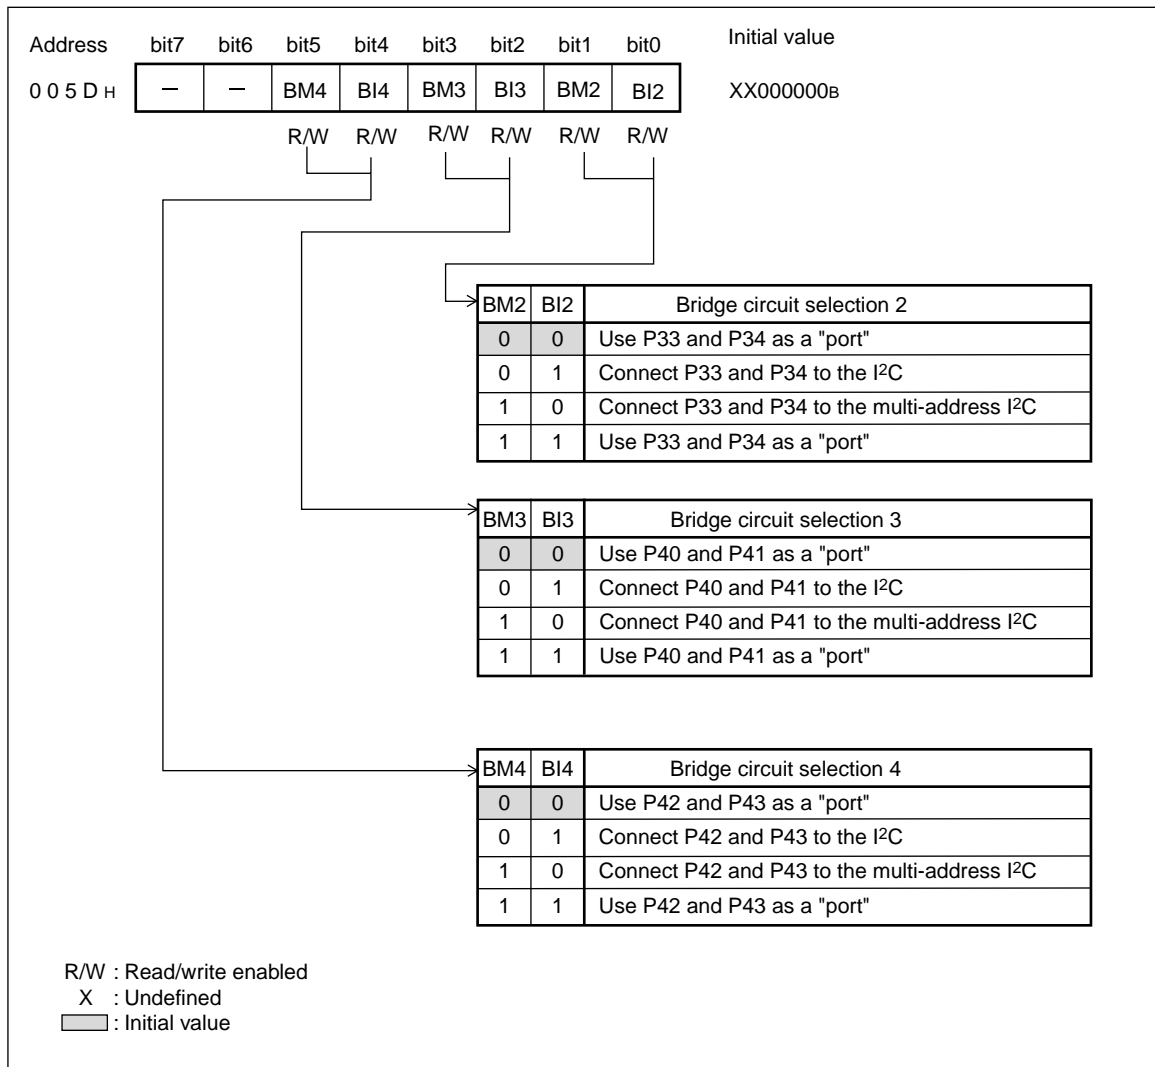 Address bit7 bit6 bit5 bit4 bit3 bit2 bit1 bit0 Initial value
0 0 5 D H — — BM4 BI4 BM3 BI3 BM2 BI2 XX000000B
R/W R/W R/W R/W R/W R/W
BM2 BI2 Bridge circuit selection 2
0 0 Use P33 and P34 as a "port"
0 1 Connect P33 and P34 to the I2C
1 0 Connect P33 and P34 to the multi-address I2C
1 1 Use P33 and P34 as a "port"
BM3 BI3 Bridge circuit selection 3
0 0 Use P40 and P41 as a "port"
0 1 Connect P40 and P41 to the I2C
1 0 Connect P40 and P41 to the multi-address I2C
1 1 Use P40 and P41 as a "port"
BM4 BI4 Bridge circuit selection 4
0 0 Use P42 and P43 as a "port"
0 1 Connect P42 and P43 to the I2C
1 0 Connect P42 and P43 to the multi-address I2C
1 1 Use P42 and P43 as a "port"
R/W : Read/write enabled
X : Undefined
: Initial value